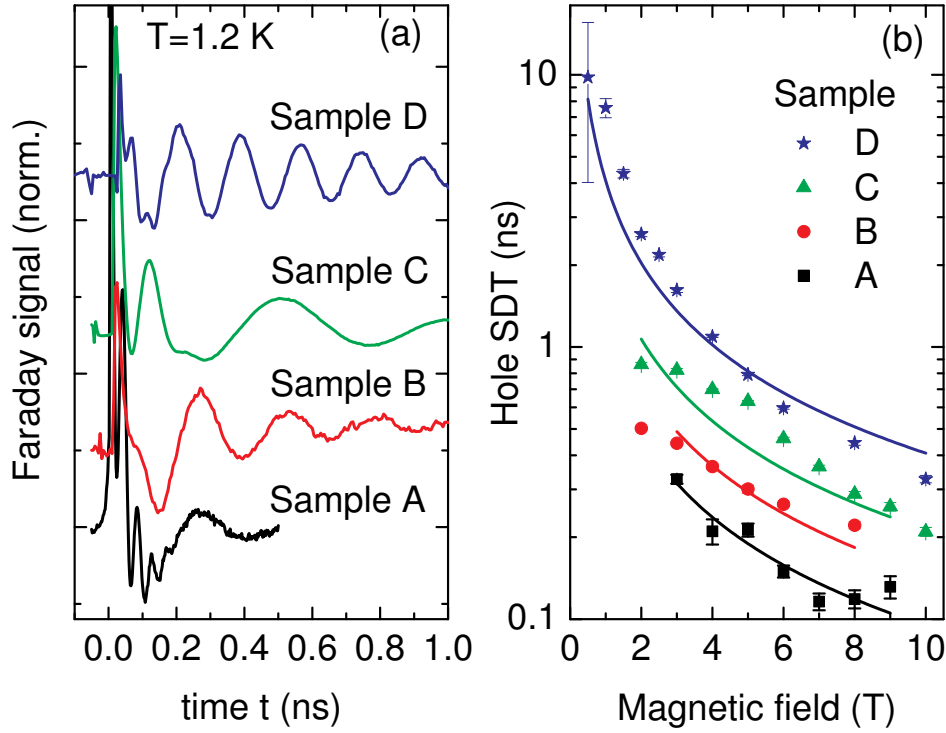 T=1.2 K
(a)
Sample D
Sample C
Sample B
Sample A
Faraday signal (norm.)
0.0 0.2 0.4 0.6 0.8 1.0
time t (ns)
(b)
Sample
D
C
B
A
Hole SDT (ns)
10
1
0.1
0 2 4 6 8 10
Magnetic field (T)